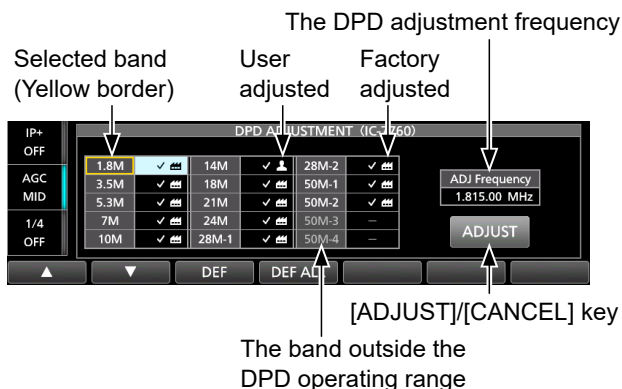 The DPD adjustment frequency
Selected band
(Yellow border)
User
adjusted
Factory
adjusted
IP+
OFF
AGC
MID
1/4
OFF
DPD ADJUSTMENT (IC-7760)
1.8M ✓ 14M ✓ 28M-2 ✓
3.5M ✓ 18M ✓ 50M-1 ✓
5.3M ✓ 21M ✓ 50M-2 ✓
7M ✓ 24M ✓ 50M-3 –
10M ✓ 28M-1 ✓ 50M-4 –
ADJ Frequency
1.815.00 MHz
ADJUST
▲ ▼ DEF DEF ALL
[ADJUST]/[CANCEL] key
The band outside the
DPD operating range